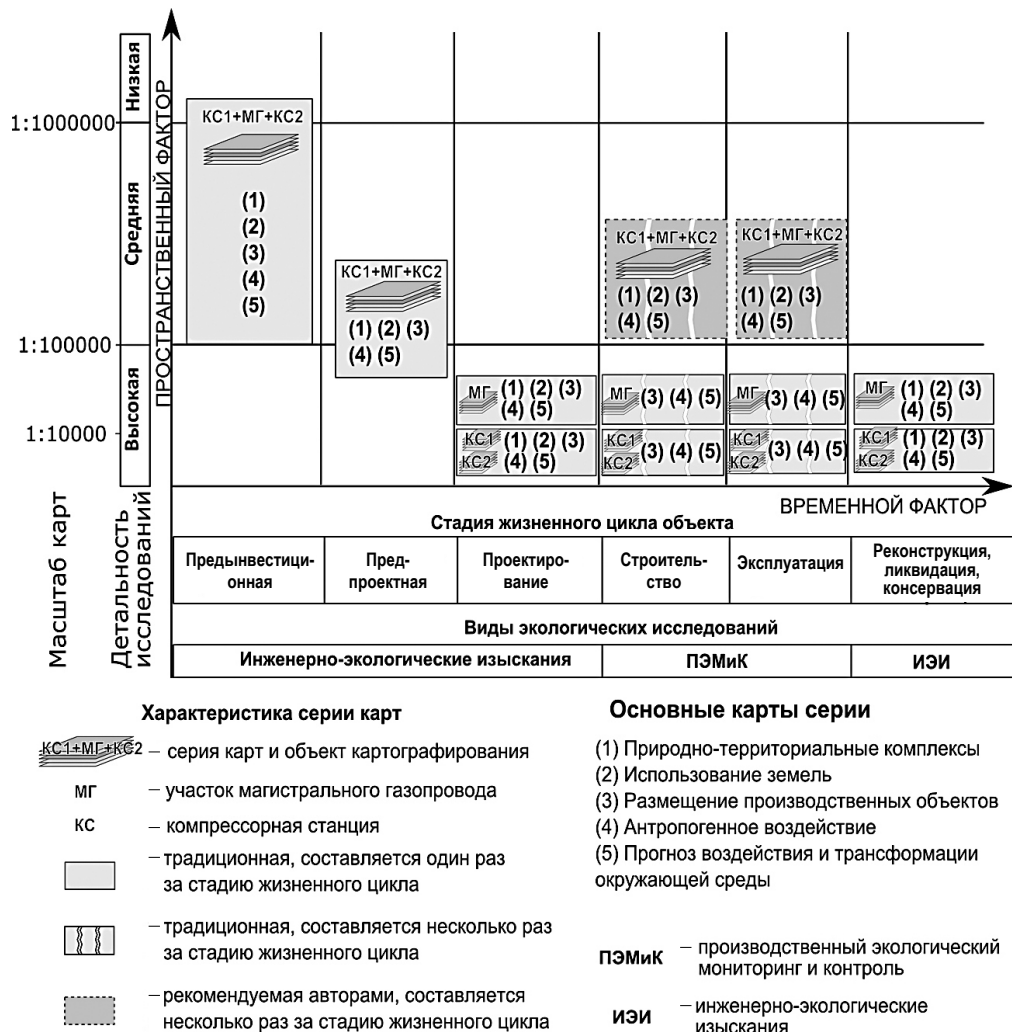 Низкая
Средняя
Высокая
1:1000000
1:100000
1:10000
Масштаб карт
Детальность
исследований
ПРОСТРАНСТВЕННЫЙ ФАКТОР
КС1+МГ+КС2
(1)
(2)
(3)
(4)
(5)
КС1+МГ+КС2
(1) (2) (3)
(4) (5)
МГ (1) (2) (3)
(4) (5)
КС1 (1) (2) (3)
КС2 (4) (5)
КС1+МГ+КС2
(1) (2) (3)
(4) (5)
МГ (3) (4) (5)
КС1
КС2 (3) (4) (5)
КС1+МГ+КС2
(1) (2) (3)
(4) (5)
МГ (3) (4) (5)
КС1
КС2 (3) (4) (5)
МГ (1) (2) (3)
(4) (5)
КС1 (1) (2) (3)
КС2 (4) (5)
ВРЕМЕННОЙ ФАКТОР
Стадия жизненного цикла объекта
Предынвестици-
онная
Пред-
проектная
Проектиро-
вание
Строитель-
ство
Эксплуатация
Реконструкция,
ликвидация,
консервация
Виды экологических исследований
Инженерно-экологические изыскания
ПЭМиК
ИЭИ
Характеристика серии карт
КС1+МГ+КС2 – серия карт и объект картографирования
МГ – участок магистрального газопровода
КС – компрессорная станция
– традиционная, составляется один раз
за стадию жизненного цикла
– традиционная, составляется несколько раз
за стадию жизненного цикла
– рекомендуемая авторами, составляется
несколько раз за стадию жизненного цикла
Основные карты серии
(1) Природно-территориальные комплексы
(2) Использование земель
(3) Размещение производственных объектов
(4) Антропогенное воздействие
(5) Прогноз воздействия и трансформации
окружающей среды
ПЭМиК – производственный экологический
мониторинг и контроль
ИЭИ – инженерно-экологические
изыскания